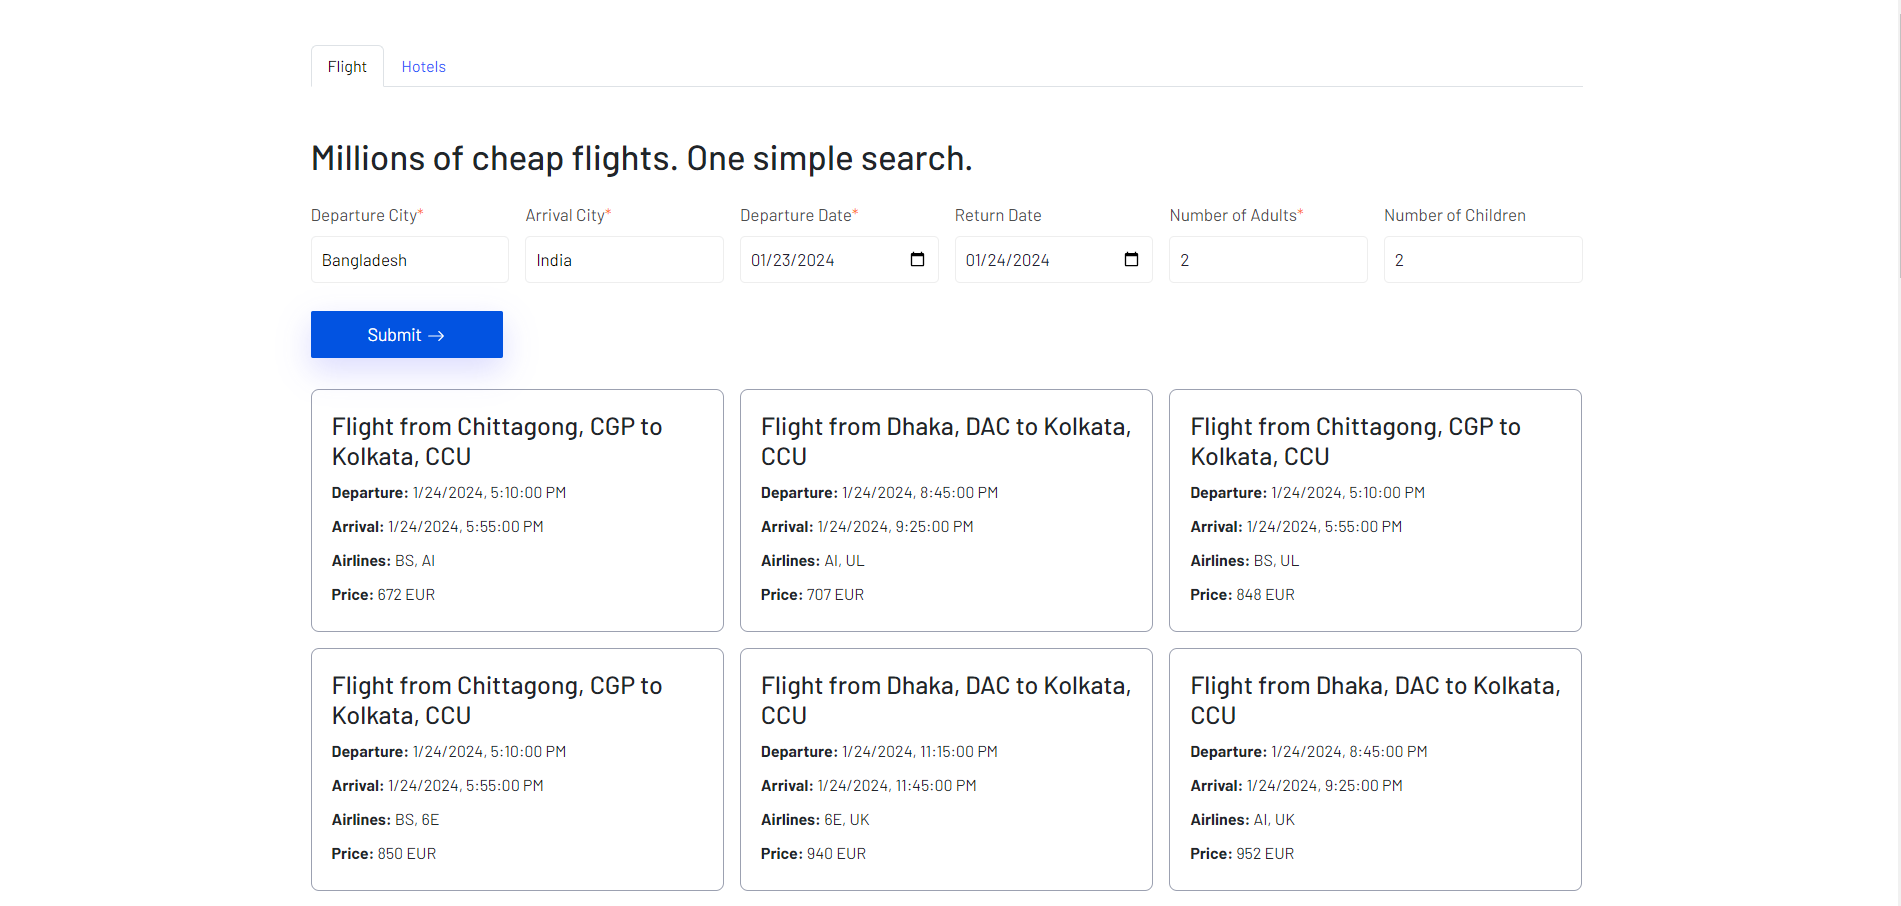 Flight
Hotels
Millions of cheap flights. One simple search.
Departure City*
Arrival City*
Departure Date*
Return Date
Number of Adults*
Number of Children
Bangladesh
India
01/23/2024
01/24/2024
2
2
Submit →
Flight from Chittagong, CGP to
Kolkata, CCU
Departure: 1/24/2024, 5:10:00 PM
Arrival: 1/24/2024, 5:55:00 PM
Airlines: BS, AI
Price: 672 EUR
Flight from Dhaka, DAC to Kolkata,
CCU
Departure: 1/24/2024, 8:45:00 PM
Arrival: 1/24/2024, 9:25:00 PM
Airlines: AI, UL
Price: 707 EUR
Flight from Chittagong, CGP to
Kolkata, CCU
Departure: 1/24/2024, 5:10:00 PM
Arrival: 1/24/2024, 5:55:00 PM
Airlines: BS, UL
Price: 848 EUR
Flight from Chittagong, CGP to
Kolkata, CCU
Departure: 1/24/2024, 5:10:00 PM
Arrival: 1/24/2024, 5:55:00 PM
Airlines: BS, 6E
Price: 850 EUR
Flight from Dhaka, DAC to Kolkata,
CCU
Departure: 1/24/2024, 11:15:00 PM
Arrival: 1/24/2024, 11:45:00 PM
Airlines: 6E, UK
Price: 940 EUR
Flight from Dhaka, DAC to Kolkata,
CCU
Departure: 1/24/2024, 8:45:00 PM
Arrival: 1/24/2024, 9:25:00 PM
Airlines: AI, UK
Price: 952 EUR